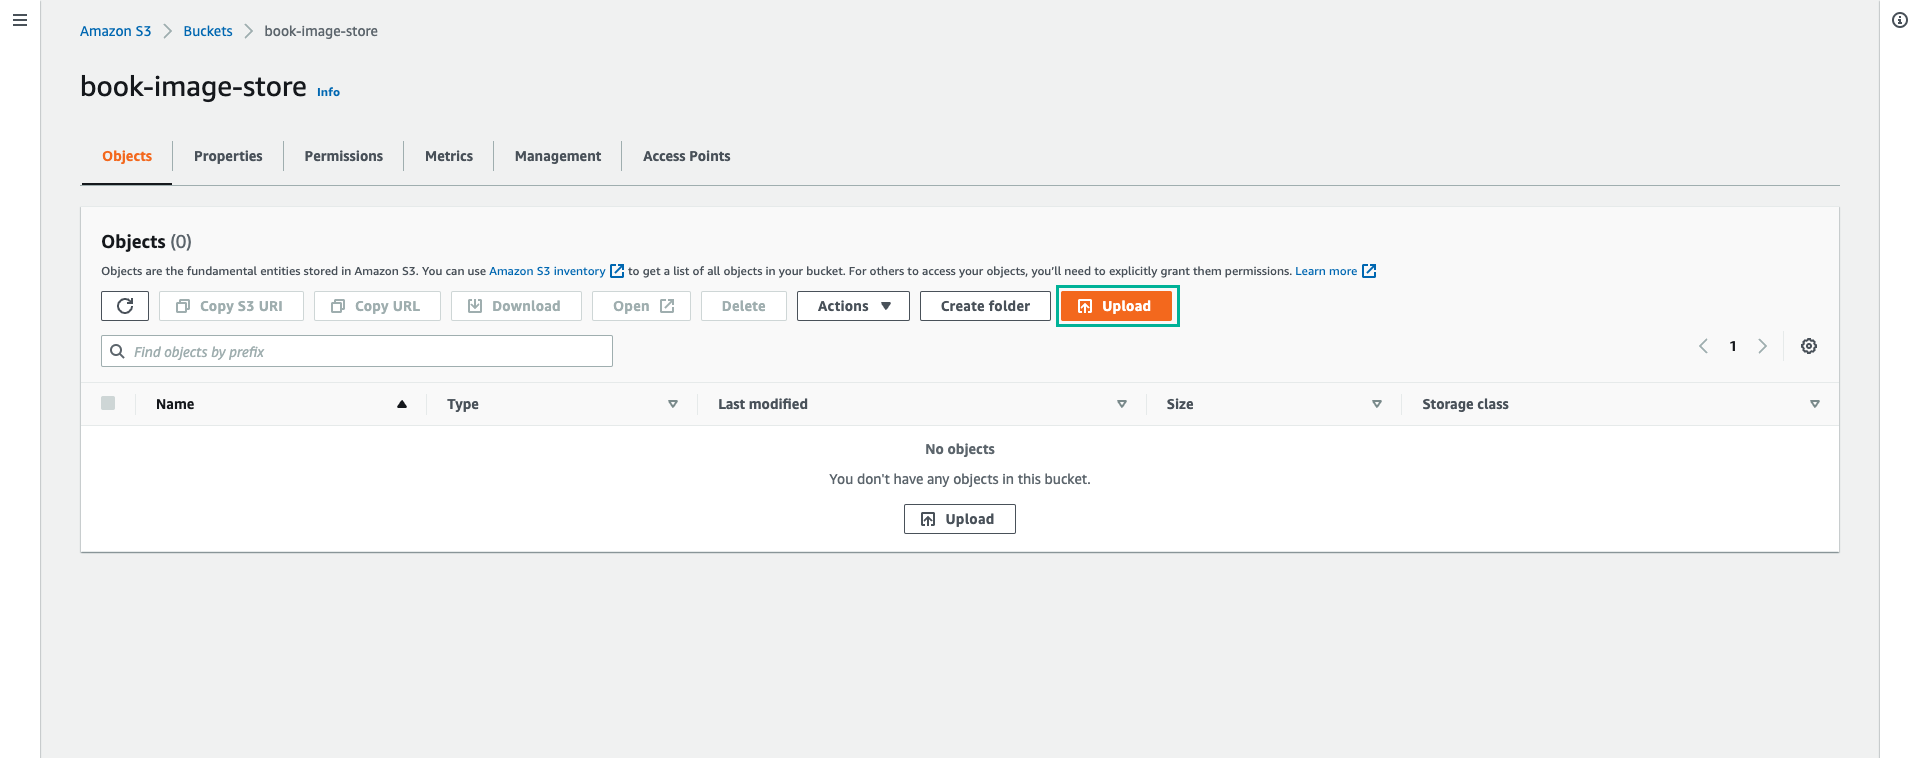 Amazon S3 Buckets book-image-store
book-image-store Info
Objects Properties Permissions Metrics Management Access Points
Objects (0)
Objects are the fundamental entities stored in Amazon S3. You can use Amazon S3 inventory to get a list of all objects in your bucket. For others to access your objects, you'll need to explicitly grant them permissions. Learn more
Copy S3 URI Copy URL Download Open Delete Actions Create folder Upload
Find objects by prefix 1
Name Type Last modified Size Storage class
No objects
You don't have any objects in this bucket.
Upload